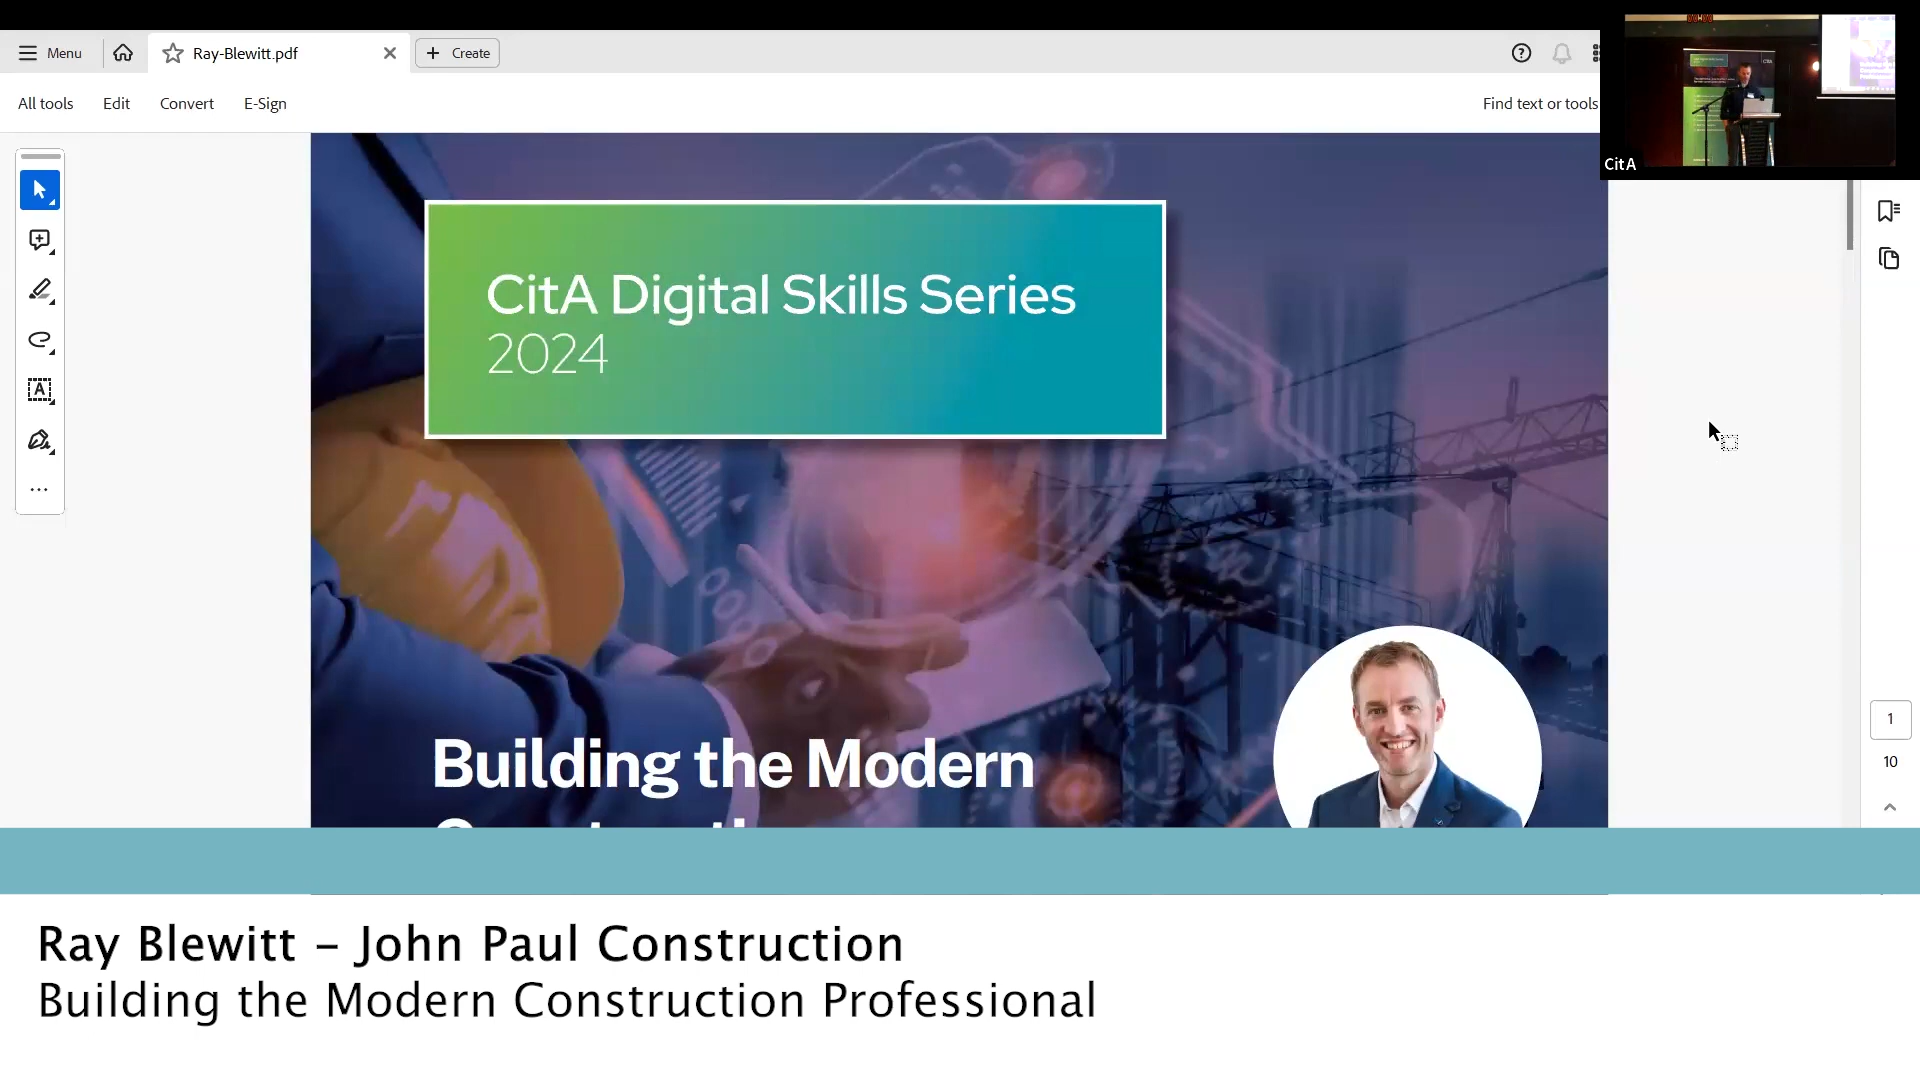 Menu
Ray-Blewitt.pdf
Create
All tools
Edit
Convert
E-Sign
Find text or tools
CitA
CitA Digital Skills Series
2024
Building the Modern
1
10
Ray Blewitt – John Paul Construction
Building the Modern Construction Professional